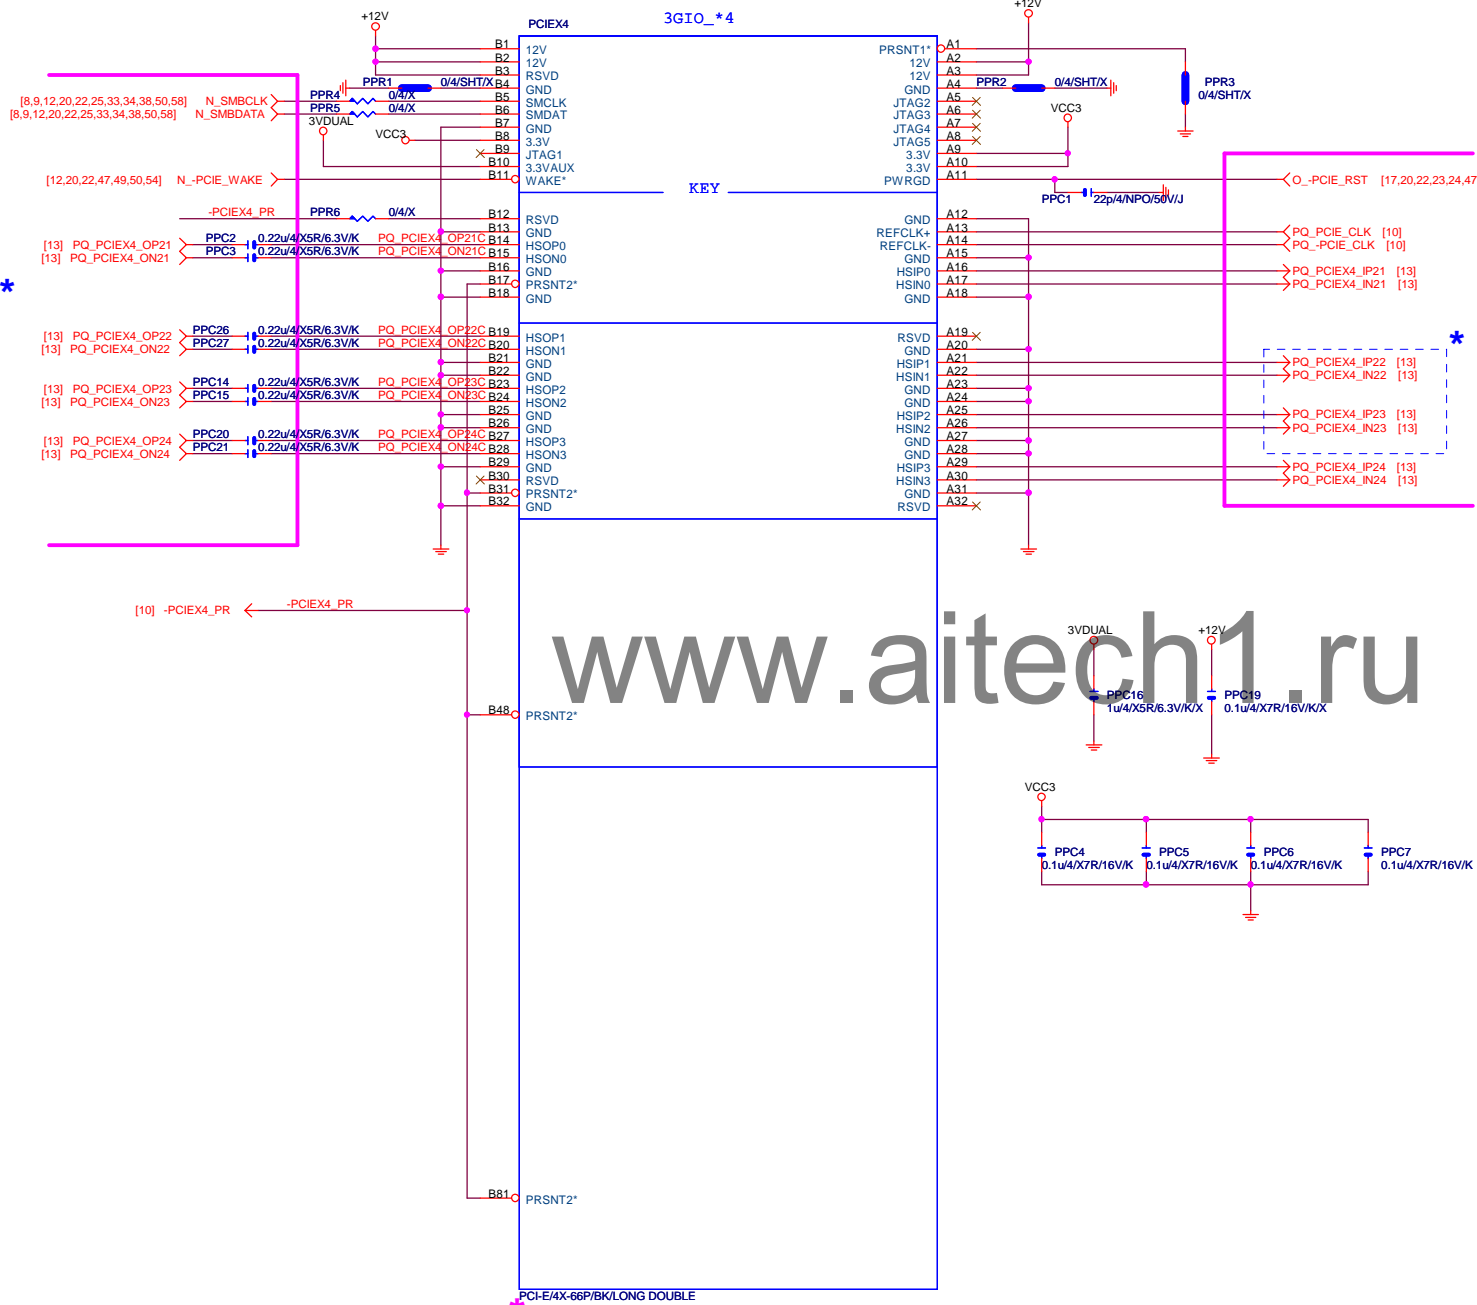 +12V
+12V
PCIEX4
3GIO_*4
B1 12V PRSNT1* A1
B2 12V 12V A2
B3 RSVD 12V A3
PPR1 0/4/SHT/X B4 GND GND A4 PPR2 0/4/SHT/X
PPR3
0/4/SHT/X
[8,9,12,20,22,25,33,34,38,50,58] N_SMBCLK PPR4 0/4/X B5 SMCLK JTAG2 A5
[8,9,12,20,22,25,33,34,38,50,58] N_SMBDATA PPR5 0/4/X B6 SMDAT JTAG3 A6
3VDUAL
VCC3
B7 GND JTAG4 A7
VCC3 B8 3.3V JTAG5 A8
B9 JTAG1 3.3V A9
B10 3.3VAUX 3.3V A10
[12,20,22,47,49,50,54] N_-PCIE_WAKE B11 WAKE* PWRGD A11 O_-PCIE_RST [17,20,22,23,24,47
KEY
PPC1 22p/4/NPO/50V/J
-PCIEX4_PR PPR6 0/4/X B12 RSVD GND A12
B13 GND REFCLK+ A13 PQ_PCIE_CLK [10]
[13] PQ_PCIEX4_OP21 PPC2 0.22u/4/X5R/6.3V/K PQ_PCIEX4_OP21C B14 HSOP0 REFCLK- A14 PQ_-PCIE_CLK [10]
[13] PQ_PCIEX4_ON21 PPC3 0.22u/4/X5R/6.3V/K PQ_PCIEX4_ON21C B15 HSON0 GND A15
B16 GND HSIP0 A16 PQ_PCIEX4_IP21 [13]
* B17 PRSNT2* HSIN0 A17 PQ_PCIEX4_IN21 [13]
B18 GND GND A18
[13] PQ_PCIEX4_OP22 PPC26 0.22u/4/X5R/6.3V/K PQ_PCIEX4_OP22C B19 HSOP1 RSVD A19 *
[13] PQ_PCIEX4_ON22 PPC27 0.22u/4/X5R/6.3V/K PQ_PCIEX4_ON22C B20 HSON1 GND A20
B21 GND HSIP1 A21 PQ_PCIEX4_IP22 [13]
B22 GND HSIN1 A22 PQ_PCIEX4_IN22 [13]
[13] PQ_PCIEX4_OP23 PPC14 0.22u/4/X5R/6.3V/K PQ_PCIEX4_OP23C B23 HSOP2 GND A23
[13] PQ_PCIEX4_ON23 PPC15 0.22u/4/X5R/6.3V/K PQ_PCIEX4_ON23C B24 HSON2 GND A24
B25 GND HSIP2 A25 PQ_PCIEX4_IP23 [13]
B26 GND HSIN2 A26 PQ_PCIEX4_IN23 [13]
[13] PQ_PCIEX4_OP24 PPC20 0.22u/4/X5R/6.3V/K PQ_PCIEX4_OP24C B27 HSOP3 GND A27
[13] PQ_PCIEX4_ON24 PPC21 0.22u/4/X5R/6.3V/K PQ_PCIEX4_ON24C B28 HSON3 GND A28
B29 GND HSIP3 A29 PQ_PCIEX4_IP24 [13]
B30 RSVD HSIN3 A30 PQ_PCIEX4_IN24 [13]
B31 PRSNT2* GND A31
B32 GND RSVD A32
[10] -PCIEX4_PR -PCIEX4_PR
www.aitech1.ru
3VDUAL +12V
PPC16 PPC19
1u/4/X5R/6.3V/K/X 0.1u/4/X7R/16V/K/X
B48 PRSNT2*
VCC3
PPC4 PPC5 PPC6 PPC7
0.1u/4/X7R/16V/K 0.1u/4/X7R/16V/K 0.1u/4/X7R/16V/K 0.1u/4/X7R/16V/K
B81 PRSNT2*
PCI-E/4X-66P/BK/LONG DOUBLE
*